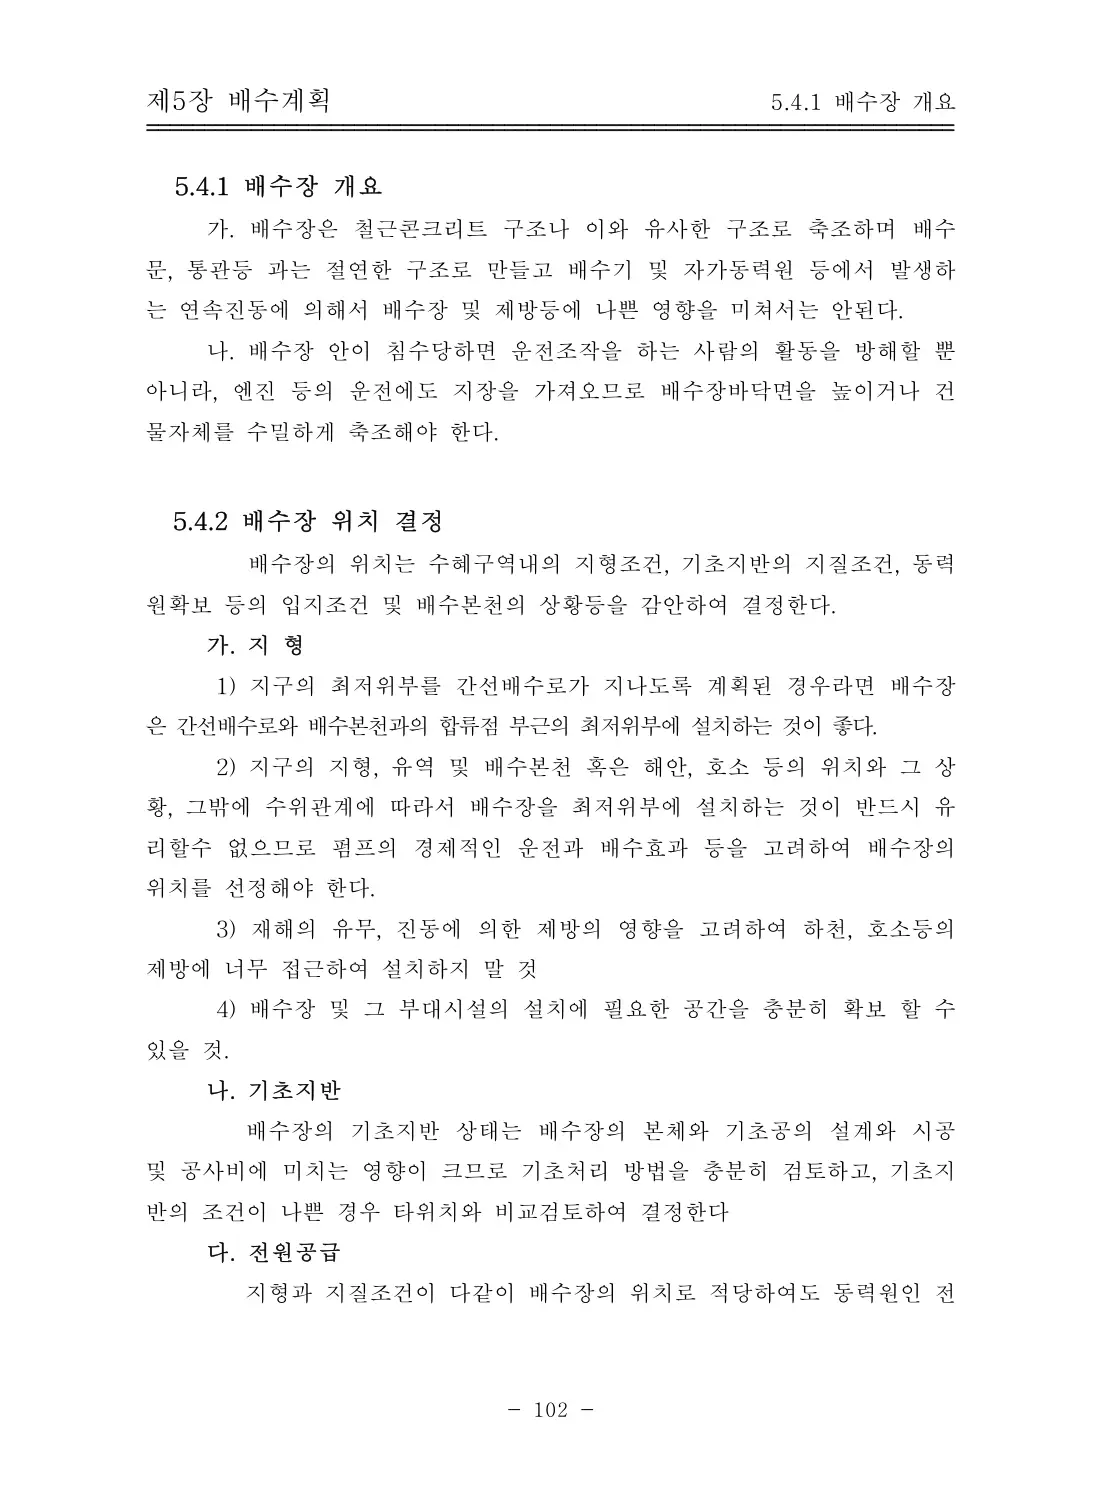 제5장 배수계획
5.4.1 배수장 개요
5.4.1 배수장 개요
가. 배수장은 철근콘크리트 구조나 이와 유사한 구조로 축조하며 배수
문, 통관등 과는 절연한 구조로 만들고 배수기 및 자가동력원 등에서 발생하
는 연속진동에 의해서 배수장 및 제방등에 나쁜 영향을 미쳐서는 안된다.
나. 배수장 안이 침수당하면 운전조작을 하는 사람의 활동을 방해할 뿐
아니라, 엔진 등의 운전에도 지장을 가져오므로 배수장바닥면을 높이거나 건
물자체를 수밀하게 축조해야 한다.
5.4.2 배수장 위치 결정
배수장의 위치는 수혜구역내의 지형조건, 기초지반의 지질조건, 동력
원확보 등의 입지조건 및 배수본천의 상황등을 감안하여 결정한다.
가. 지 형
1) 지구의 최저위부를 간선배수로가 지나도록 계획된 경우라면 배수장
은 간선배수로와 배수본천과의 합류점 부근의 최저위부에 설치하는 것이 좋다.
2) 지구의 지형, 유역 및 배수본천 혹은 해안, 호소 등의 위치와 그 상
황, 그밖에 수위관계에 따라서 배수장을 최저위부에 설치하는 것이 반드시 유
리할수 없으므로 펌프의 경제적인 운전과 배수효과 등을 고려하여 배수장의
위치를 선정해야 한다.
3) 재해의 유무, 진동에 의한 제방의 영향을 고려하여 하천, 호소등의
제방에 너무 접근하여 설치하지 말 것
4) 배수장 및 그 부대시설의 설치에 필요한 공간을 충분히 확보 할 수
있을 것.
나. 기초지반
배수장의 기초지반 상태는 배수장의 본체와 기초공의 설계와 시공
및 공사비에 미치는 영향이 크므로 기초처리 방법을 충분히 검토하고, 기초지
반의 조건이 나쁜 경우 타위치와 비교검토하여 결정한다
다. 전원공급
지형과 지질조건이 다같이 배수장의 위치로 적당하여도 동력원인 전
- 102 -